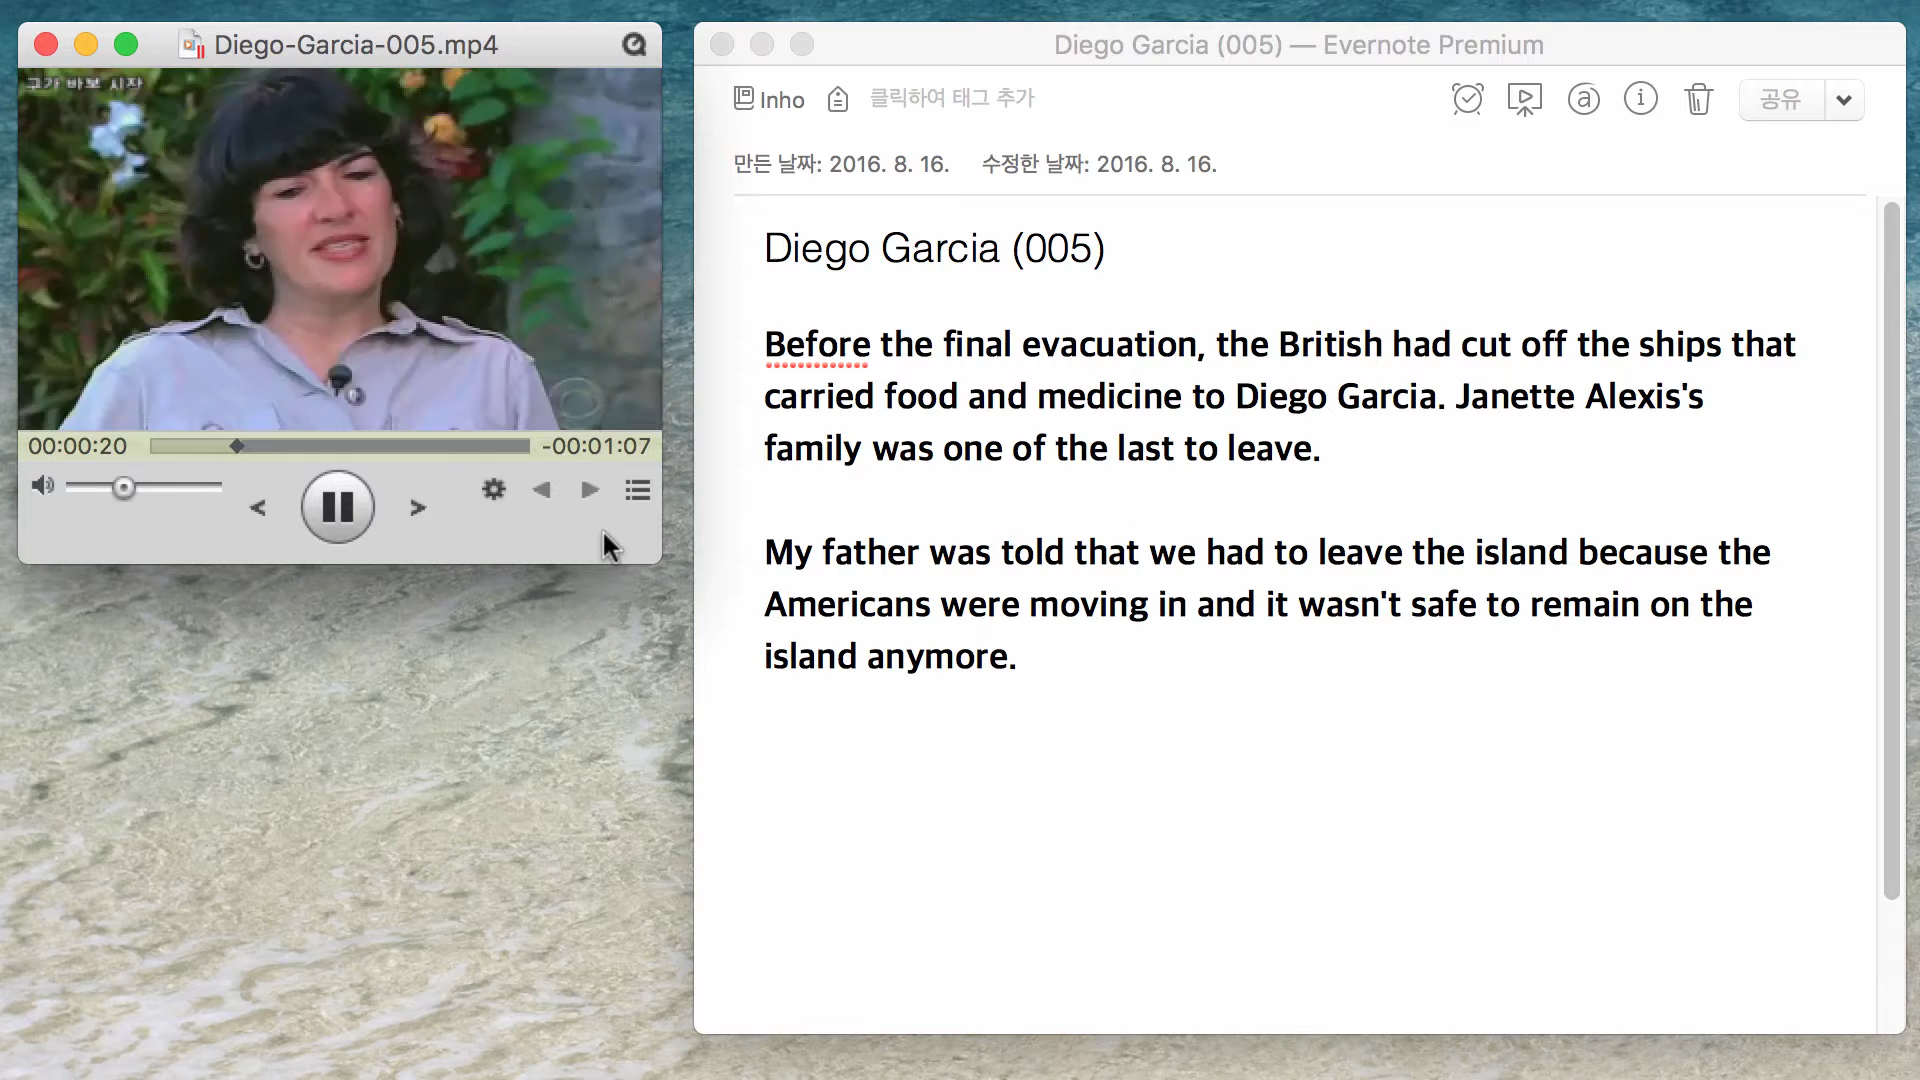 Diego-Garcia-005.mp4
00:00:20
-00:01:07
Diego Garcia (005) — Evernote Premium
Inho
클릭하여 태그 추가
공유
만든 날짜: 2016. 8. 16.
수정한 날짜: 2016. 8. 16.
Diego Garcia (005)
Before the final evacuation, the British had cut off the ships that
carried food and medicine to Diego Garcia. Janette Alexis's
family was one of the last to leave.
My father was told that we had to leave the island because the
Americans were moving in and it wasn't safe to remain on the
island anymore.